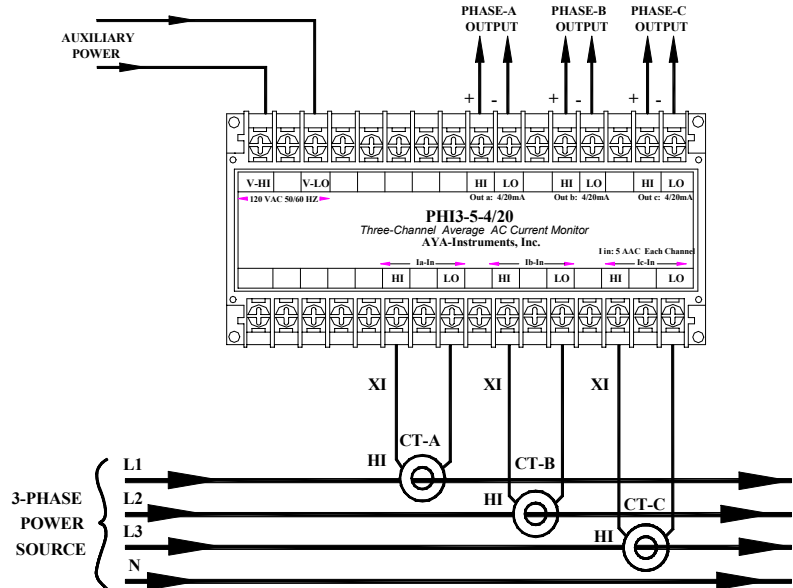 PHASE-A OUTPUT
PHASE-B OUTPUT
PHASE-C OUTPUT
AUXILIARY
POWER
+ - + - + -
V-HI V-LO HI LO HI LO HI LO
120 VAC 50/60 HZ Out a: 4/20mA Out b: 4/20mA Out c: 4/20mA
PHI3-5-4/20
Three-Channel Average AC Current Monitor
AYA-Instruments, Inc.
I in: 5 AAC Each Channel
Ia-In Ib-In Ic-In
HI LO HI LO HI LO
XI XI XI
CT-A
HI
CT-B
HI
CT-C
HI
L1
L2
L3
N
3-PHASE
POWER
SOURCE